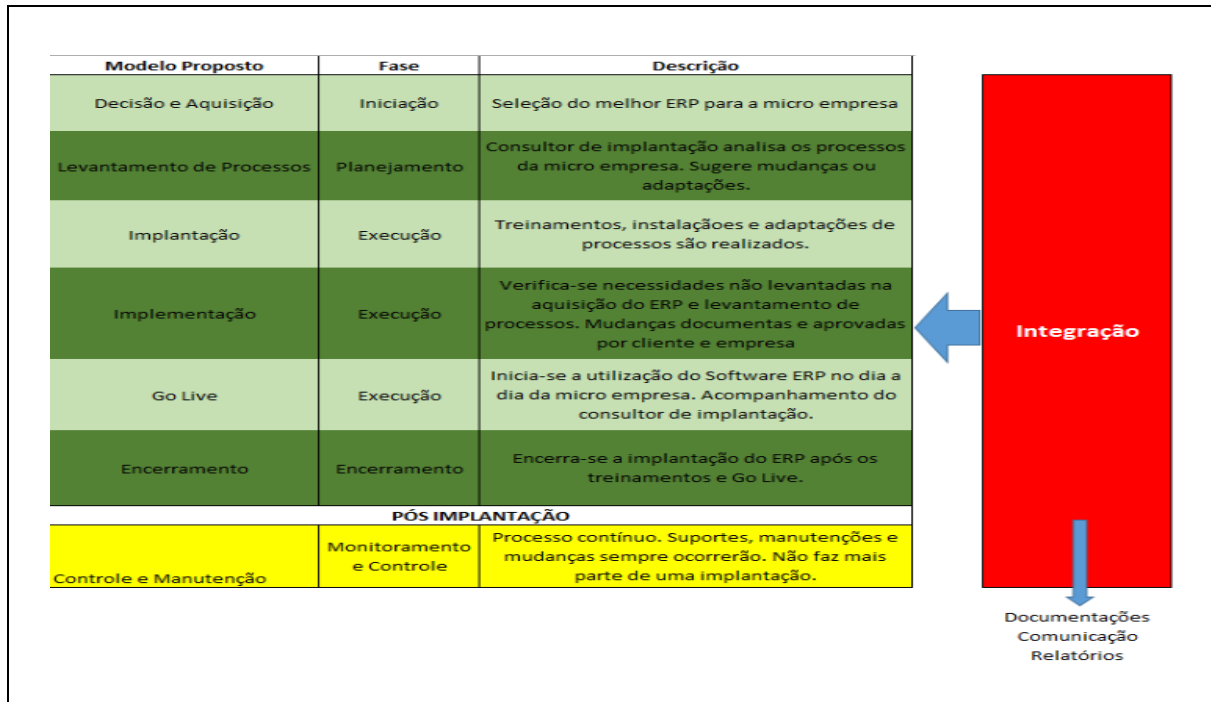 Modelo Proposto
Fase
Descrição
Decisão e Aquisição
Iniciação
Seleção do melhor ERP para a micro empresa
Levantamento de Processos
Planejamento
Consultor de implantação analisa os processos
da micro empresa. Sugere mudanças ou
adaptações.
Implantação
Execução
Treinamentos, instalaçãoes e adaptações de
processos são realizados.
Implementação
Execução
Verifica-se necessidades não levantadas na
aquisição do ERP e levantamento de
processos. Mudanças documentas e aprovadas
por cliente e empresa
Go Live
Execução
Inicia-se a utilização do Software ERP no dia a
dia da micro empresa. Acompanhamento do
consultor de implantação.
Encerramento
Encerramento
Encerra-se a implantação do ERP após os
treinamentos e Go Live.
PÓS IMPLANTAÇÃO
Controle e Manutenção
Monitoramento
e Controle
Processo contínuo. Suportes, manutenções e
mudanças sempre ocorrerão. Não faz mais
parte de uma implantação.
Integração
Documentações
Comunicação
Relatórios